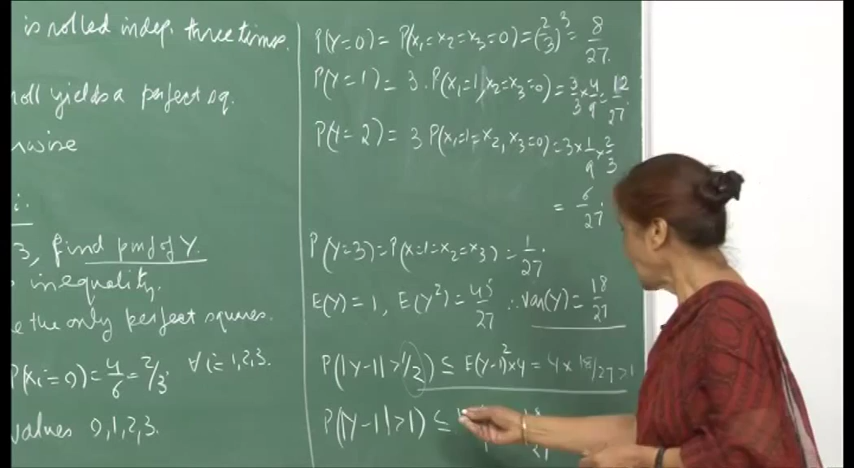 is rolled indep. three times.
roll yields a perfect sq.
wise
i.
3, find pmf of Y.
inequality.
the only perfect squares.
P(Xi=0)=4/6=2/3 ∀ i=1,2,3.
values 0,1,2,3.
P(Y=0)=P(X1=X2=X3=0)=(2/3)^3=8/27.
P(Y=1)=3.P(X1=1,X2=X3=0)=3/3×4/9=12/27.
P(Y=2)=3 P(X1=1=X2,X3=0)=3×1/9×2/3
=6/27.
P(Y=3)=P(X=1=X2=X3)=1/27.
E(Y)=1, E(Y²)=45/27 ∴ Var(Y)=18/27
P(|Y-1|>1/2)≤E(Y-1)²×4=4×18/27>1
P(|Y-1|>1)≤